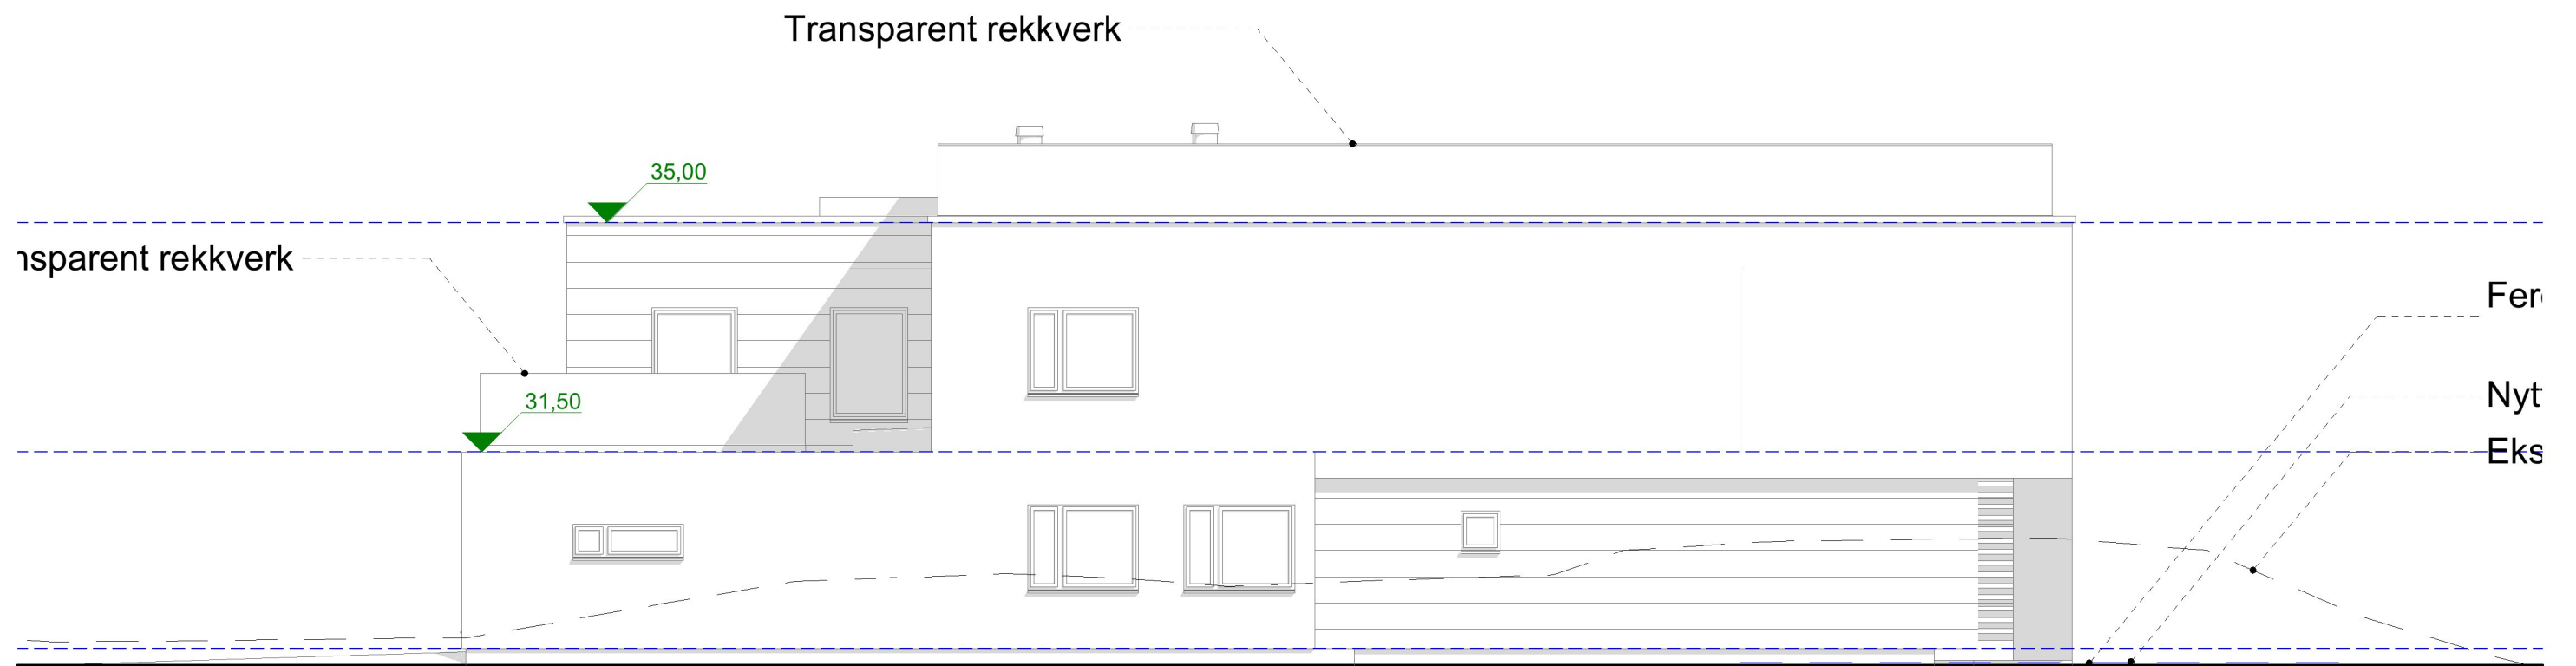 Transparent rekkverk
35,00
nsparent rekkverk
31,50
Fer
Nyt
Eks